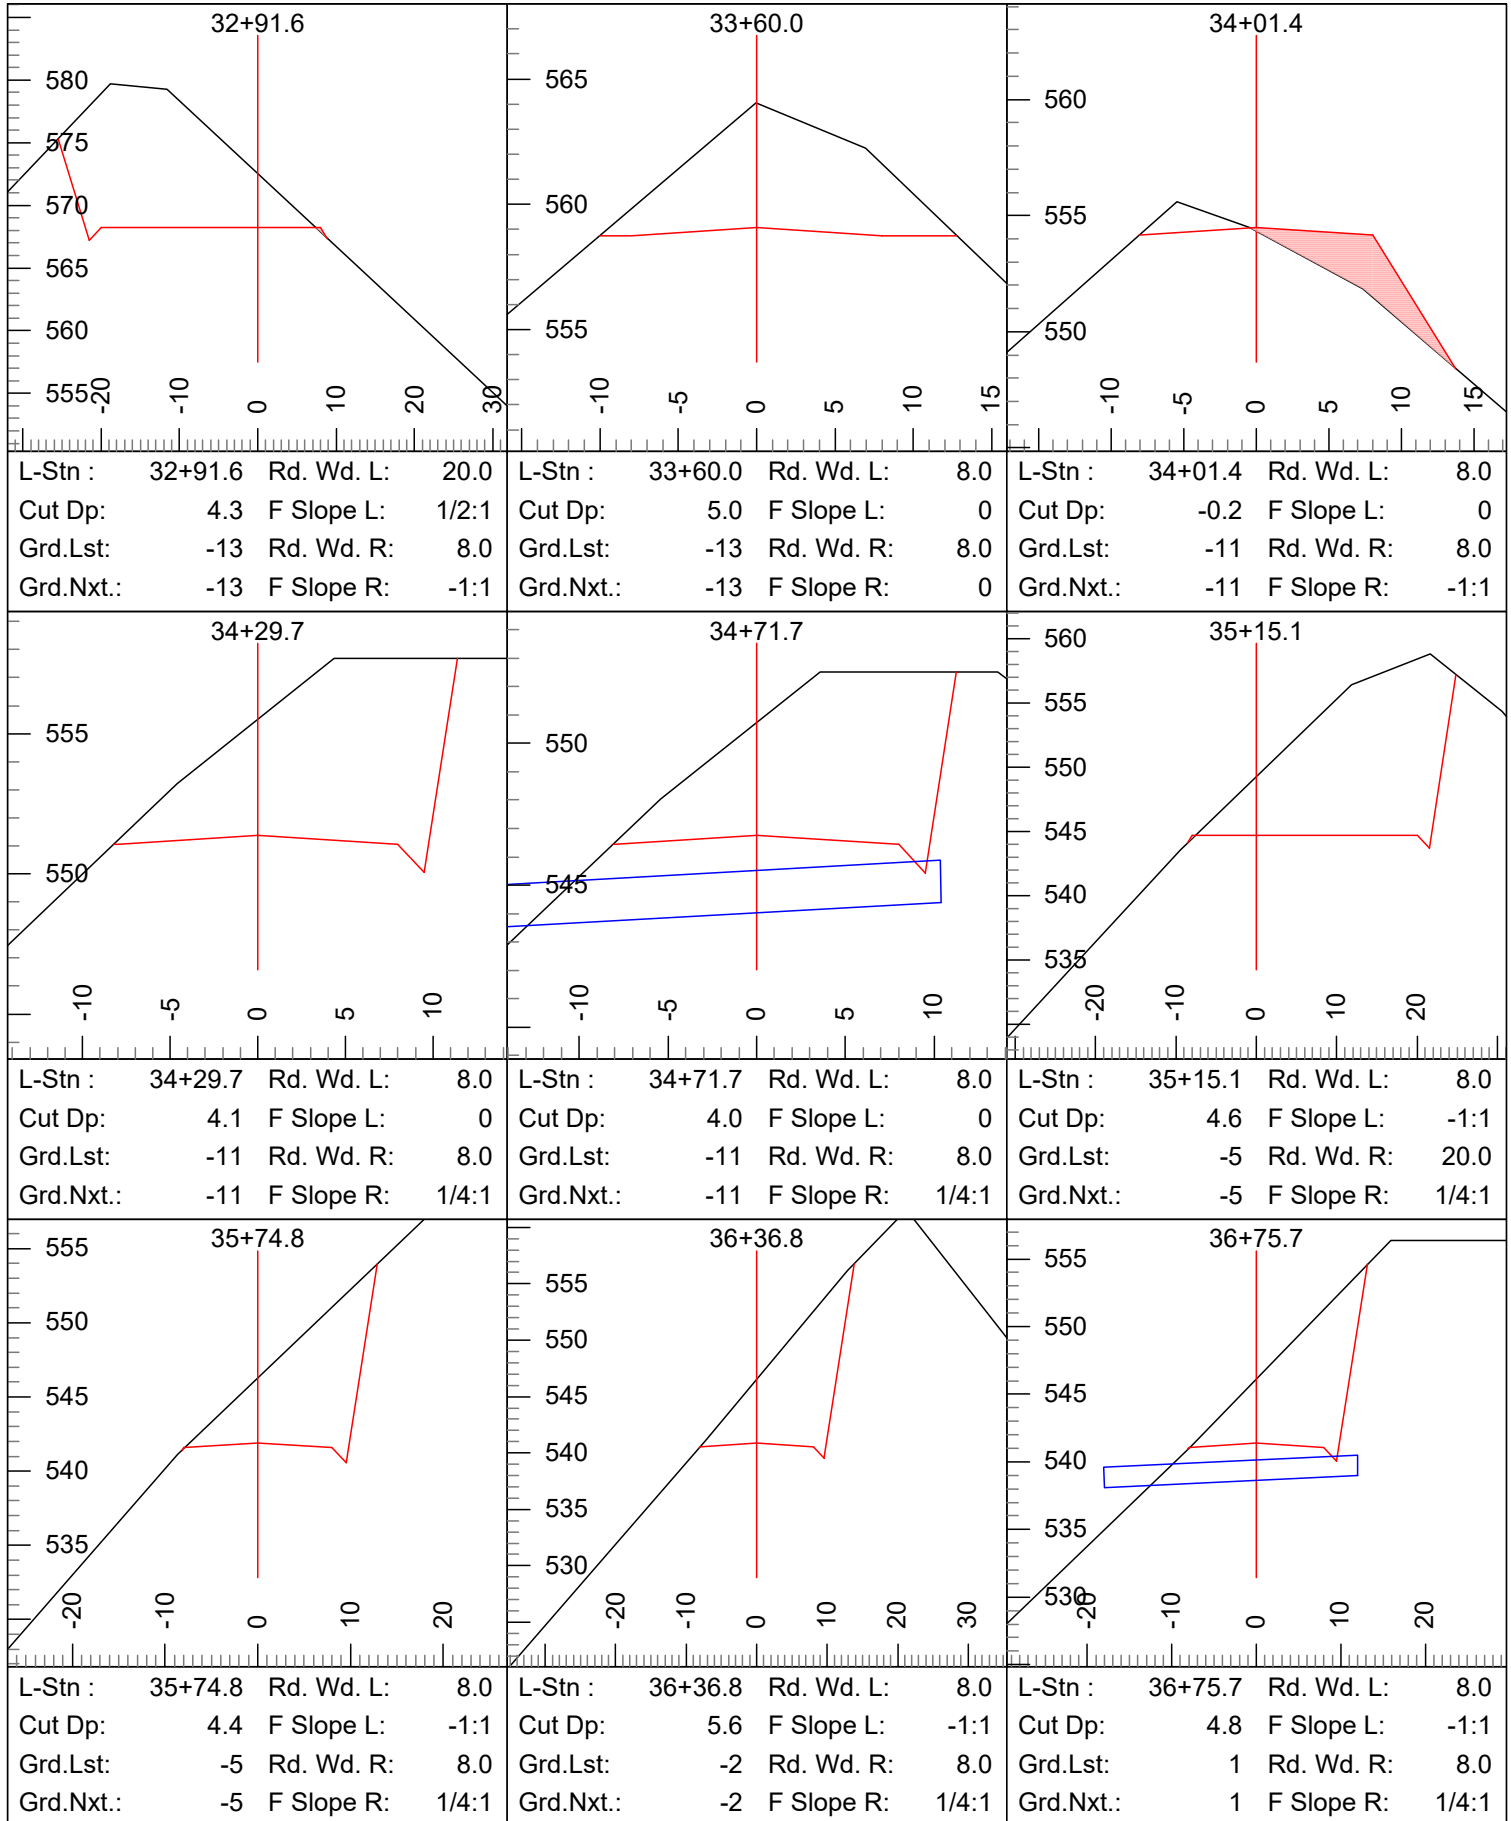 32+91.6
580
575
570
565
560
555
-20 -10 0 10 20 30
L-Stn : 32+91.6 Rd. Wd. L: 20.0
Cut Dp: 4.3 F Slope L: 1/2:1
Grd.Lst: -13 Rd. Wd. R: 8.0
Grd.Nxt.: -13 F Slope R: -1:1
33+60.0
565
560
555
-10 -5 0 5 10 15
L-Stn : 33+60.0 Rd. Wd. L: 8.0
Cut Dp: 5.0 F Slope L: 0
Grd.Lst: -13 Rd. Wd. R: 8.0
Grd.Nxt.: -13 F Slope R: 0
34+01.4
560
555
550
-10 -5 0 5 10 15
L-Stn : 34+01.4 Rd. Wd. L: 8.0
Cut Dp: -0.2 F Slope L: 0
Grd.Lst: -11 Rd. Wd. R: 8.0
Grd.Nxt.: -11 F Slope R: -1:1
34+29.7
555
550
-10 -5 0 5 10
L-Stn : 34+29.7 Rd. Wd. L: 8.0
Cut Dp: 4.1 F Slope L: 0
Grd.Lst: -11 Rd. Wd. R: 8.0
Grd.Nxt.: -11 F Slope R: 1/4:1
34+71.7
550
545
-10 -5 0 5 10
L-Stn : 34+71.7 Rd. Wd. L: 8.0
Cut Dp: 4.0 F Slope L: 0
Grd.Lst: -11 Rd. Wd. R: 8.0
Grd.Nxt.: -11 F Slope R: 1/4:1
35+15.1
560
555
550
545
540
535
-20 -10 0 10 20
L-Stn : 35+15.1 Rd. Wd. L: 8.0
Cut Dp: 4.6 F Slope L: -1:1
Grd.Lst: -5 Rd. Wd. R: 20.0
Grd.Nxt.: -5 F Slope R: 1/4:1
35+74.8
555
550
545
540
535
-20 -10 0 10 20
L-Stn : 35+74.8 Rd. Wd. L: 8.0
Cut Dp: 4.4 F Slope L: -1:1
Grd.Lst: -5 Rd. Wd. R: 8.0
Grd.Nxt.: -5 F Slope R: 1/4:1
36+36.8
555
550
545
540
535
530
-20 -10 0 10 20 30
L-Stn : 36+36.8 Rd. Wd. L: 8.0
Cut Dp: 5.6 F Slope L: -1:1
Grd.Lst: -2 Rd. Wd. R: 8.0
Grd.Nxt.: -2 F Slope R: 1/4:1
36+75.7
555
550
545
540
535
530
-20 -10 0 10 20
L-Stn : 36+75.7 Rd. Wd. L: 8.0
Cut Dp: 4.8 F Slope L: -1:1
Grd.Lst: 1 Rd. Wd. R: 8.0
Grd.Nxt.: 1 F Slope R: 1/4:1